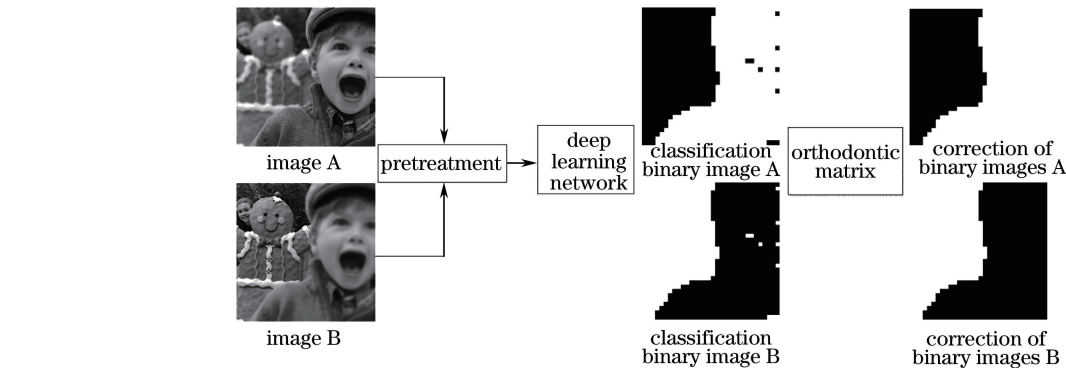 image A
pretreatment
image B
deep
learning
network
classification
binary image A
orthodontic
matrix
correction of
binary images A
classification
binary image B
correction of
binary images B